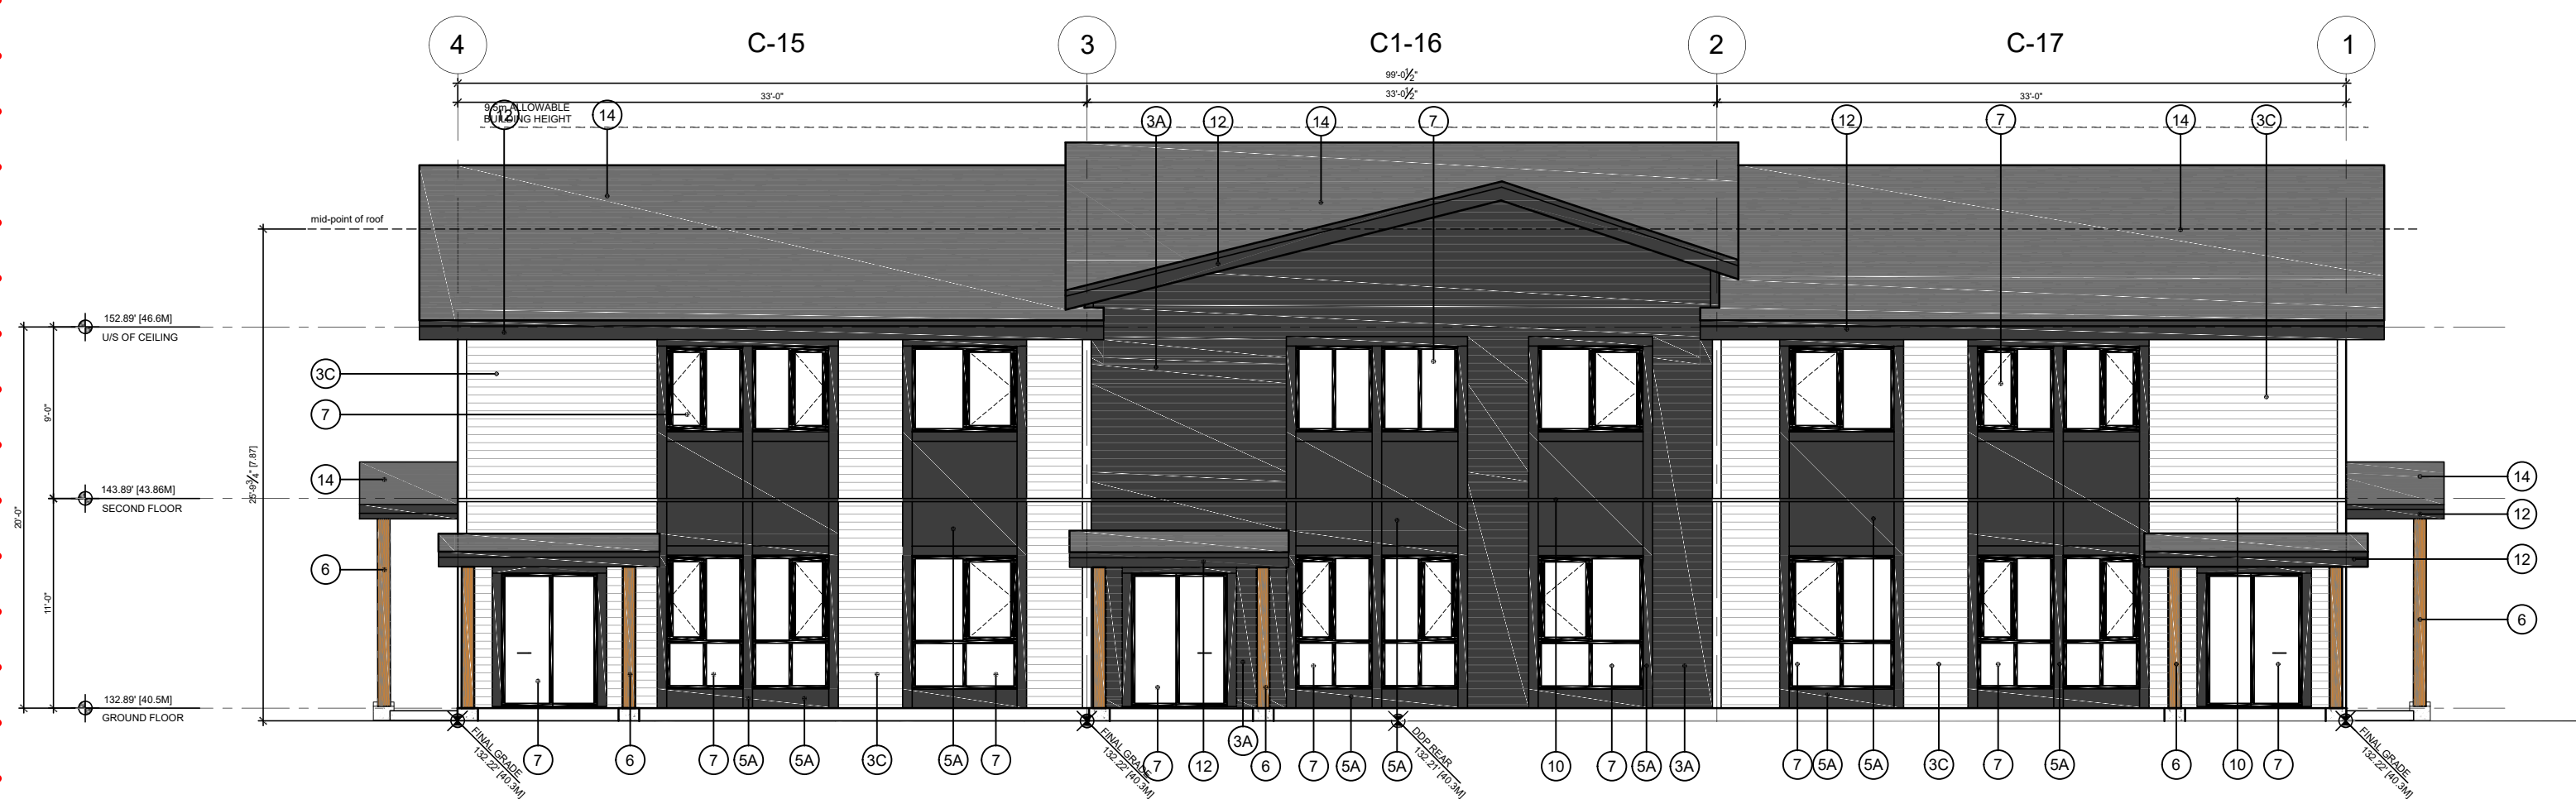 4 C-15 3 C1-16 2 C-17 1
99'-0½"
33'-0" 33'-0½" 33'-0"
9.5m ALLOWABLE
BUILDING HEIGHT
12 14 3A 12 14 7 12 7 14 3C
mid-point of roof
152.89' [46.6M]
U/S OF CEILING
3C
9'-0"
7
25'-9¾" [7.87]
14 14
143.89' [43.86M]
SECOND FLOOR
20'-0"
12
12
6
11'-0"
6
132.89' [40.5M]
GROUND FLOOR
FINAL GRADE
132.22' [40.3M]
FINAL GRADE
132.22' [40.3M]
DDP REAR
132.21' [40.3M]
FINAL GRADE
132.22' [40.3M]
7 6 7 5A 5A 3C 5A 7 7 12 3A 6 7 5A 5A 10 7 5A 3A 7 5A 5A 3C 7 5A 6 10 7